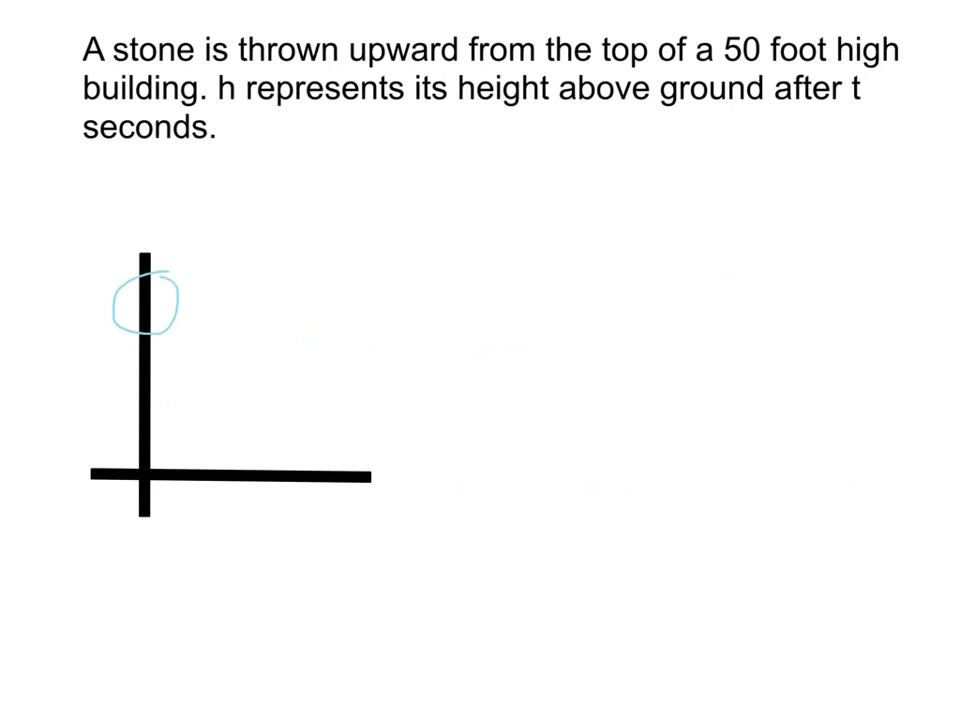 A stone is thrown upward from the top of a 50 foot high
building. h represents its height above ground after t
seconds.